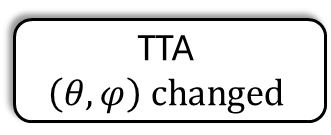 TTA
(θ, φ) changed